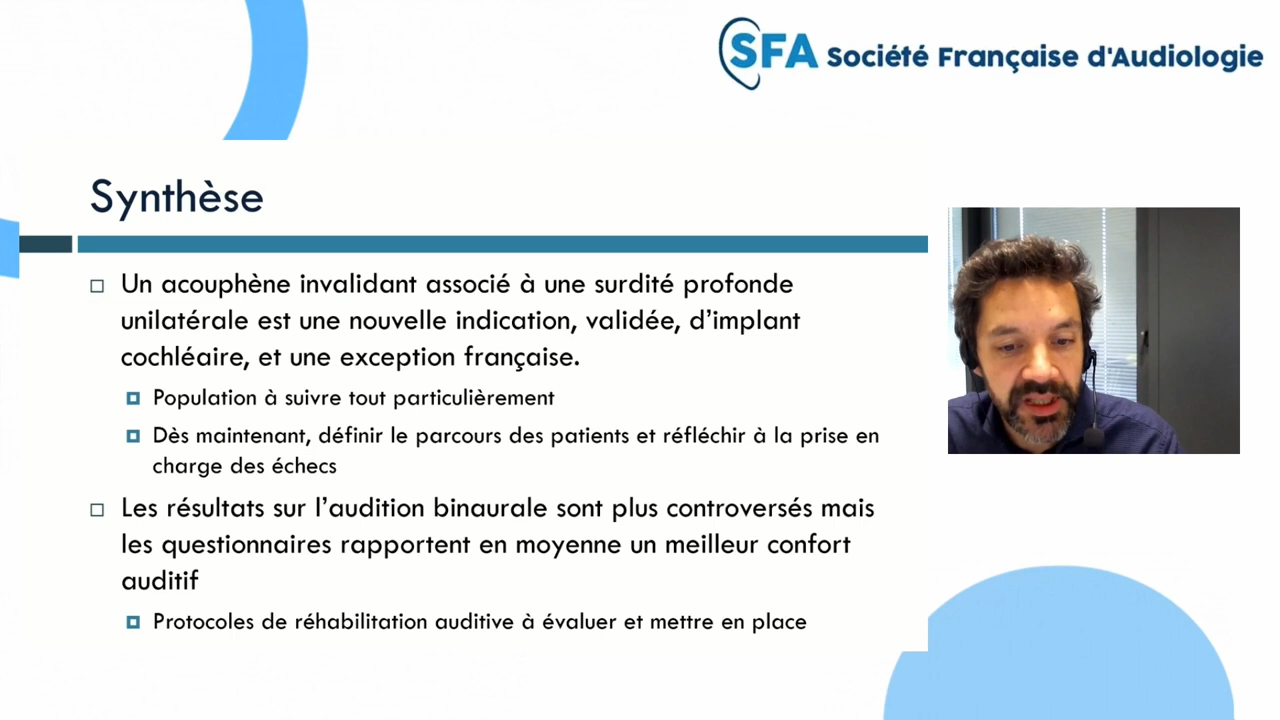 SFA Société Française d'Audiologie
Synthèse
Un acouphène invalidant associé à une surdité profonde
unilatérale est une nouvelle indication, validée, d’implant
cochléaire, et une exception française.
Population à suivre tout particulièrement
Dès maintenant, définir le parcours des patients et réfléchir à la prise en
charge des échecs
Les résultats sur l’audition binaurale sont plus controversés mais
les questionnaires rapportent en moyenne un meilleur confort
auditif
Protocoles de réhabilitation auditive à évaluer et mettre en place